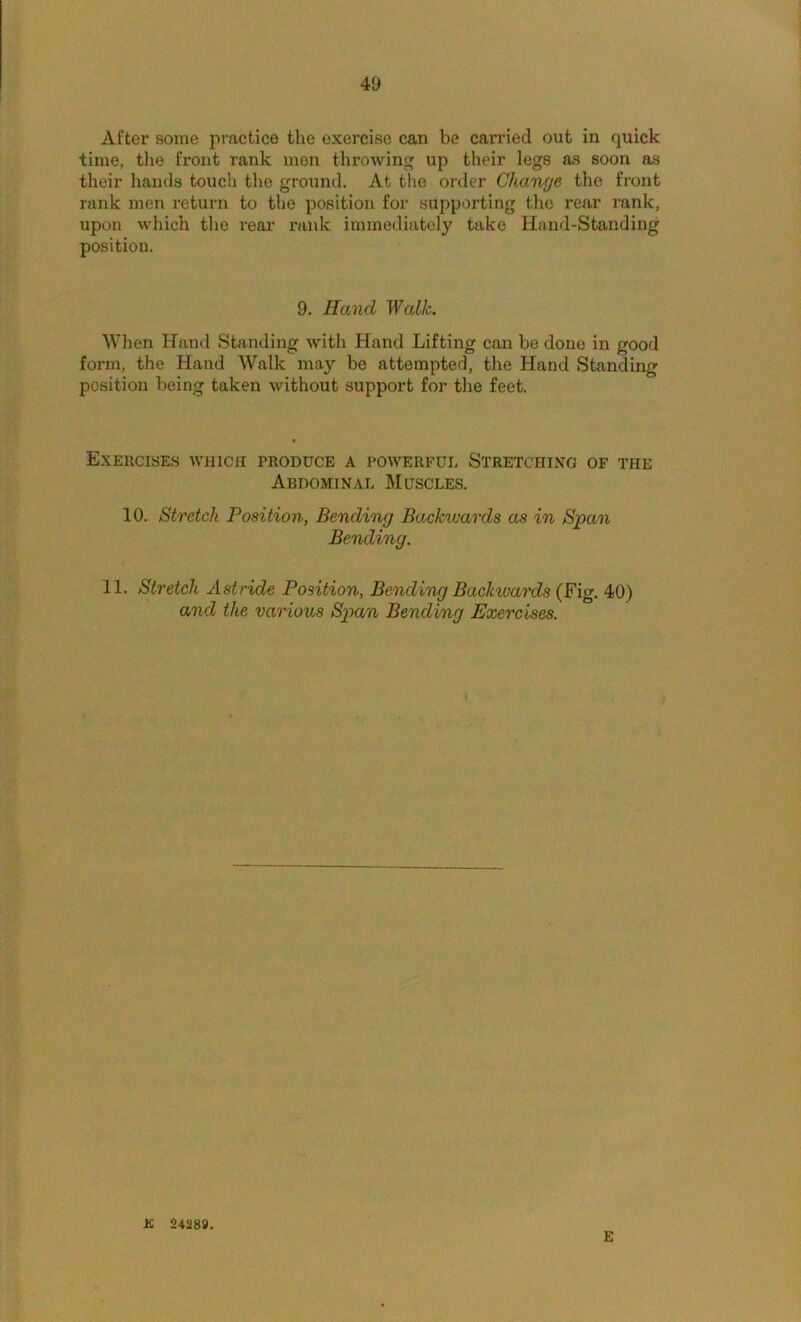 49
After some practice the exercise can be carried out in quick
time, the front rank men throwing up their legs as soon as
their hands touch the ground. At the order Change the front
rank men return to the position for supporting the rear rank,
upon which the rear rank immediately take Hand-Standing
position.
9. Hand Walk.
When Hand Standing with Hand Lifting can be done in good
form, the Hand Walk may be attempted, the Hand Standing
position being taken without support for the feet.
EXERCISES WHICH PRODUCE A POWERFUL STRETCHING OF THE
ABDOMINAL MUSCLES.
10. Stretch Position, Bending Backwards as in Span
Bending.
11. Stretch Astride Position, Bending Backwards (Fig. 40)
and the various Span Bending Exercises.
K 24289.
E